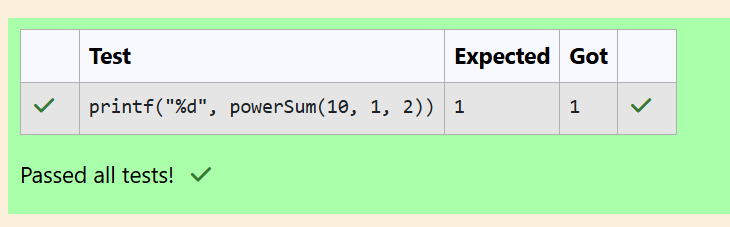 Test Expected Got
printf("%d", powerSum(10, 1, 2)) 1 1
Passed all tests!